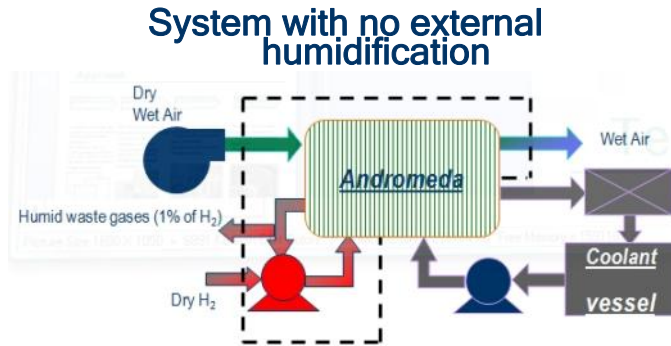 System with no external
humidification
Dry
Wet Air
Wet Air
Andromeda
Humid waste gases (1% of H₂)
Dry H₂
Coolant
vessel